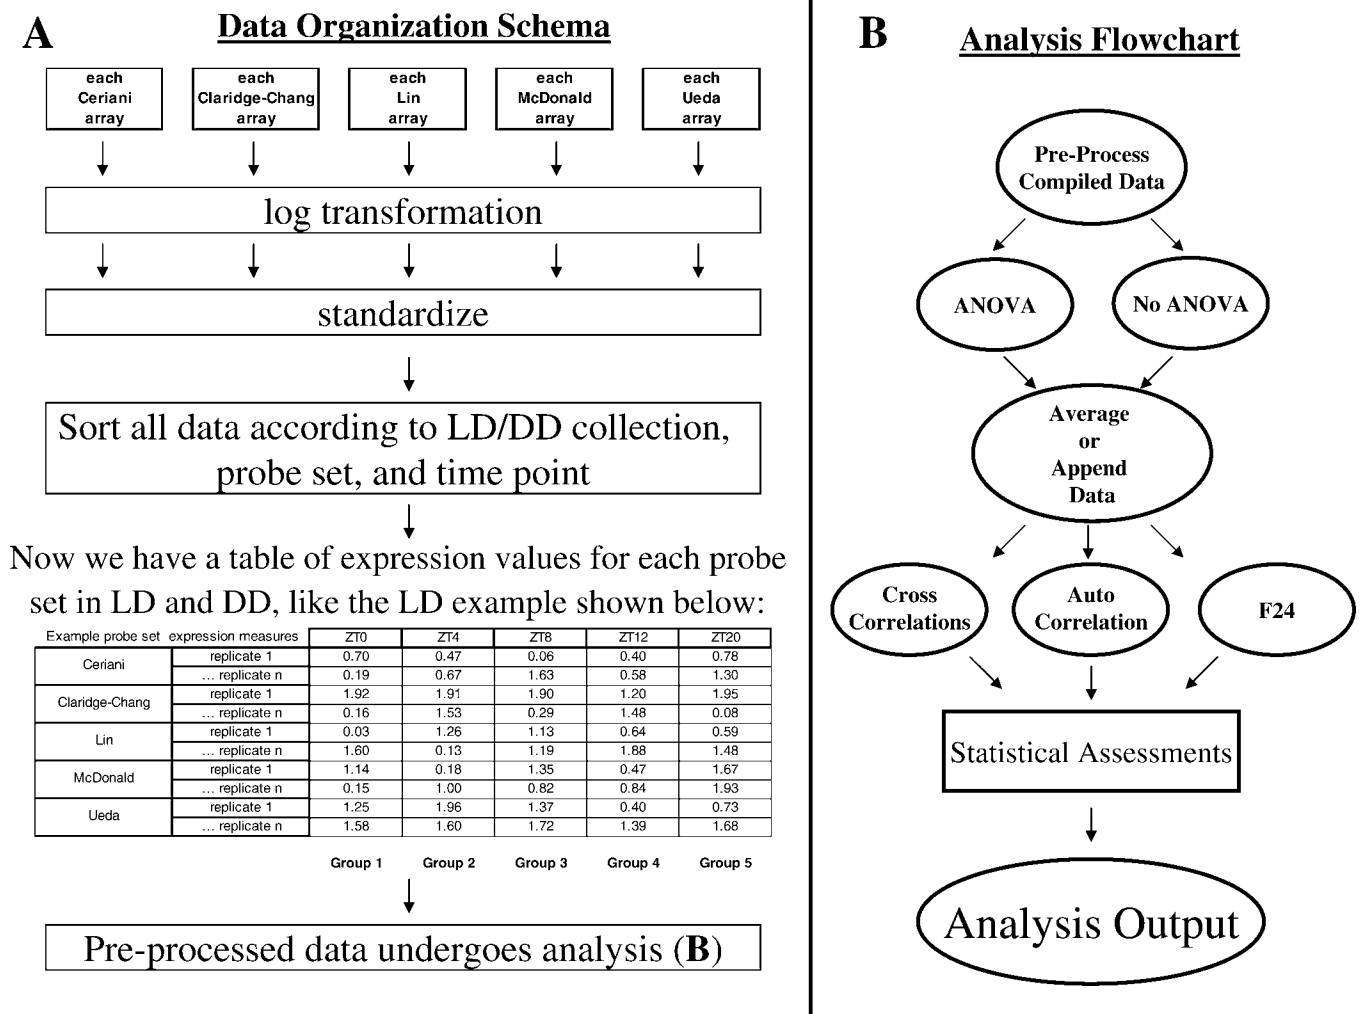 A
Data Organization Schema
each
Ceriani
array
each
Claridge-Chang
array
each
Lin
array
each
McDonald
array
each
Ueda
array
log transformation
standardize
Sort all data according to LD/DD collection,
probe set, and time point
Now we have a table of expression values for each probe
set in LD and DD, like the LD example shown below:
Example probe set expression measures ZT0 ZT4 ZT8 ZT12 ZT20
Ceriani
replicate 1 0.70 0.47 0.06 0.40 0.78
... replicate n 0.19 0.67 1.63 0.58 1.30
Claridge-Chang
replicate 1 1.92 1.91 1.90 1.20 1.95
... replicate n 0.16 1.53 0.29 1.48 0.08
Lin
replicate 1 0.03 1.26 1.13 0.64 0.59
... replicate n 1.60 0.13 1.19 1.88 1.48
McDonald
replicate 1 1.14 0.18 1.35 0.47 1.67
... replicate n 0.15 1.00 0.82 0.84 1.93
Ueda
replicate 1 1.25 1.96 1.37 0.40 0.73
... replicate n 1.58 1.60 1.72 1.39 1.68
Group 1 Group 2 Group 3 Group 4 Group 5
Pre-processed data undergoes analysis (B)
B
Analysis Flowchart
Pre-Process
Compiled Data
ANOVA
No ANOVA
Average
or
Append
Data
Cross
Correlations
Auto
Correlation
F24
Statistical Assessments
Analysis Output